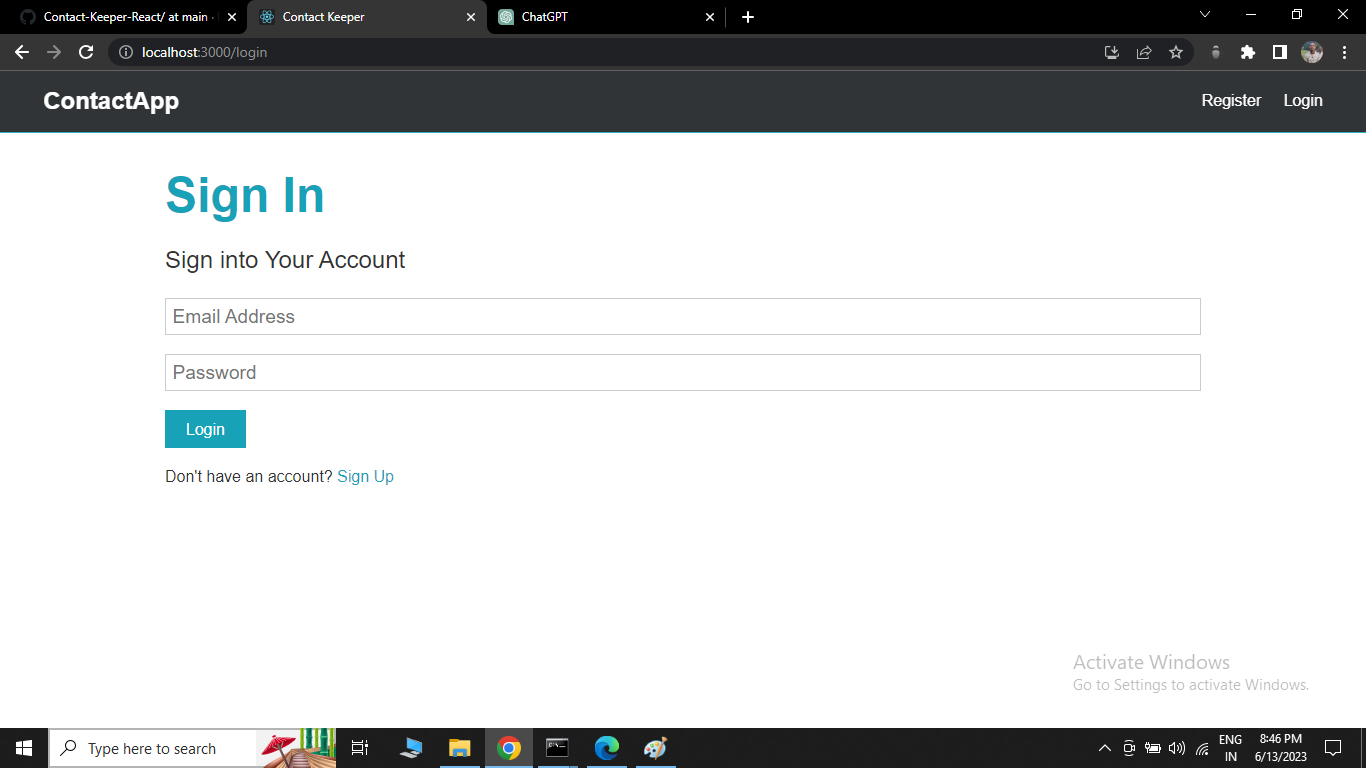 Contact-Keeper-React/ at main ·
Contact Keeper
ChatGPT
localhost:3000/login
ContactApp
Register
Login
Sign In
Sign into Your Account
Email Address
Password
Login
Don't have an account? Sign Up
Activate Windows
Go to Settings to activate Windows.
Type here to search
ENG
IN
8:46 PM
6/13/2023